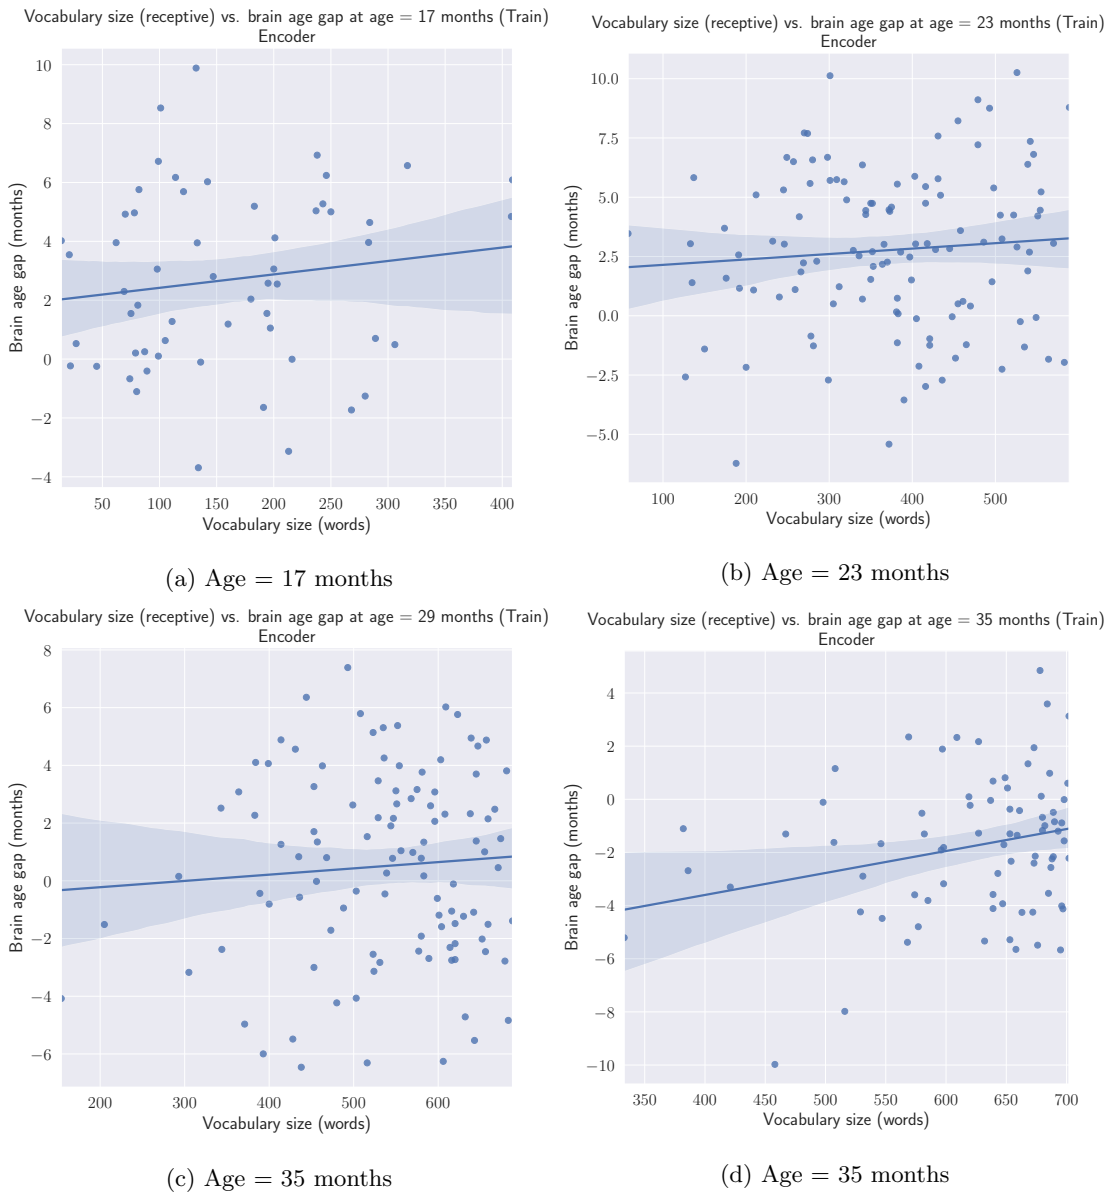 Vocabulary size (receptive) vs. brain age gap at age = 17 months (Train)
Encoder
10
8
6
4
2
0
−2
−4
Brain age gap (months)
50 100 150 200 250 300 350 400
Vocabulary size (words)
(a) Age = 17 months
Vocabulary size (receptive) vs. brain age gap at age = 23 months (Train)
Encoder
10.0
7.5
5.0
2.5
0.0
−2.5
−5.0
Brain age gap (months)
100 200 300 400 500
Vocabulary size (words)
(b) Age = 23 months
Vocabulary size (receptive) vs. brain age gap at age = 29 months (Train)
Encoder
8
6
4
2
0
−2
−4
−6
Brain age gap (months)
200 300 400 500 600
Vocabulary size (words)
(c) Age = 35 months
Vocabulary size (receptive) vs. brain age gap at age = 35 months (Train)
Encoder
4
2
0
−2
−4
−6
−8
−10
Brain age gap (months)
350 400 450 500 550 600 650 700
Vocabulary size (words)
(d) Age = 35 months